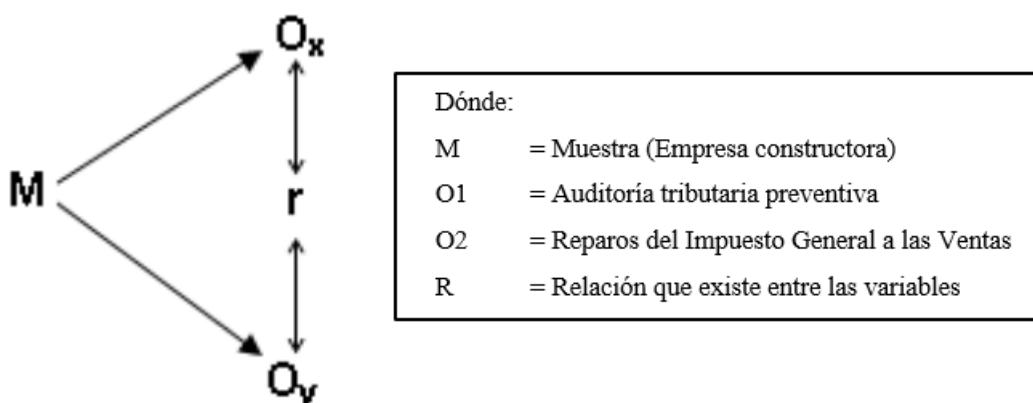 Ox
M
r
Oy
Dónde:
M = Muestra (Empresa constructora)
O1 = Auditoría tributaria preventiva
O2 = Reparos del Impuesto General a las Ventas
R = Relación que existe entre las variables